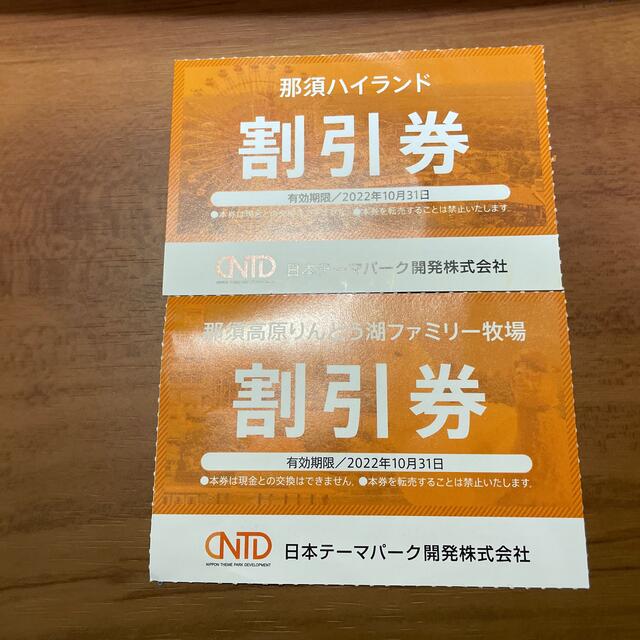 那須ハイランド
割引券
有効期限／2022年10月31日
●本券は現金との交換はできません。 ●本券を転売することは禁止いたします。
NTD 日本テーマパーク開発株式会社
那須高原りんどう湖ファミリー牧場
割引券
有効期限／2022年10月31日
●本券は現金との交換はできません。 ●本券を転売することは禁止いたします。
NTD 日本テーマパーク開発株式会社
NIPPON THEME PARK DEVELOPMENT